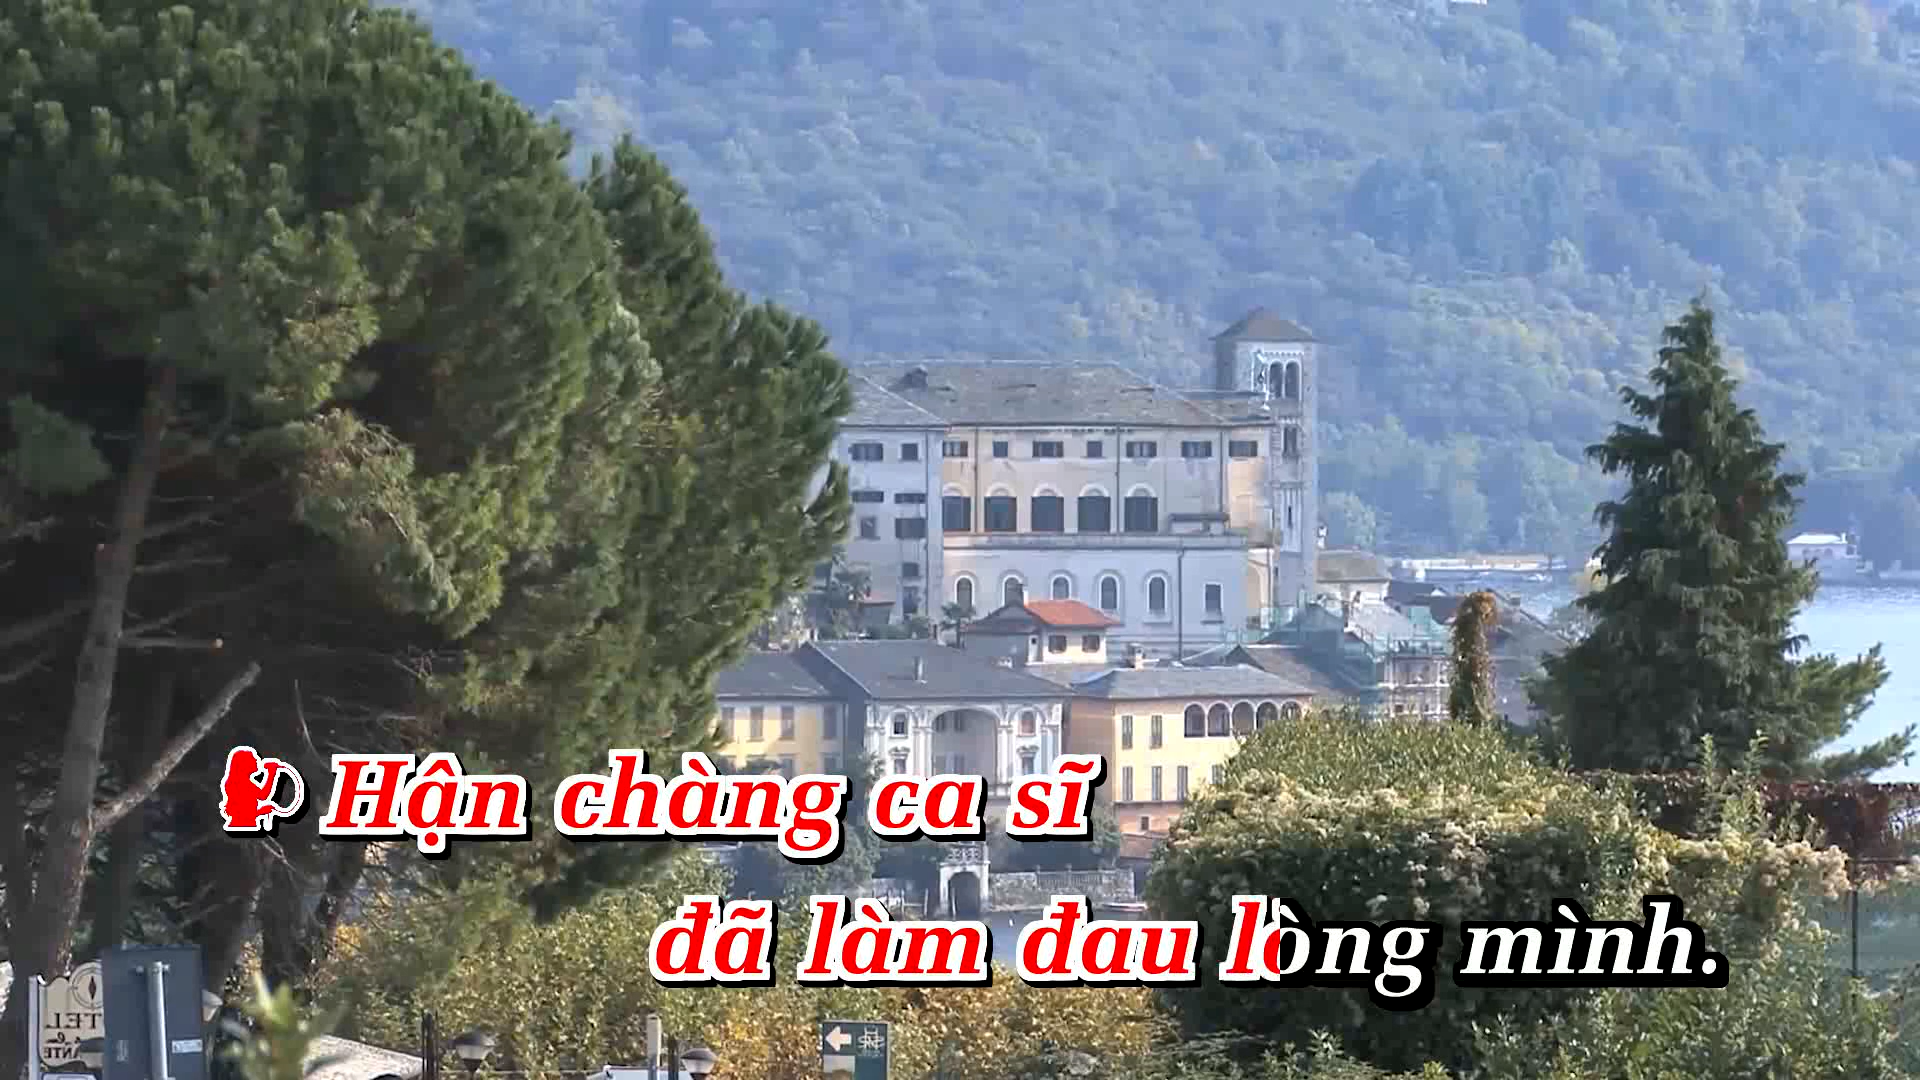 Hận chàng ca sĩ
đã làm đau lòng mình.